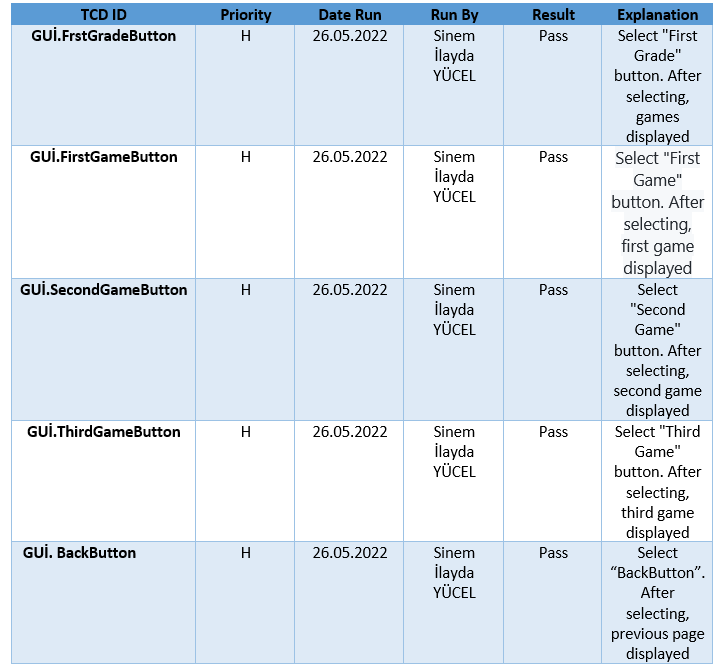 TCD ID Priority Date Run Run By Result Explanation
GUİ.FrstGradeButton H 26.05.2022 Sinem Pass Select "First
İlayda Grade"
YÜCEL button. After
selecting,
games
displayed
GUİ.FirstGameButton H 26.05.2022 Sinem Pass Select "First
İlayda Game"
YÜCEL button. After
selecting,
first game
displayed
GUİ.SecondGameButton H 26.05.2022 Sinem Pass Select
İlayda "Second
YÜCEL Game"
button. After
selecting,
second game
displayed
GUİ.ThirdGameButton H 26.05.2022 Sinem Pass Select "Third
İlayda Game"
YÜCEL button. After
selecting,
third game
displayed
GUİ. BackButton H 26.05.2022 Sinem Pass Select
İlayda “BackButton”.
YÜCEL After
selecting,
previous page
displayed